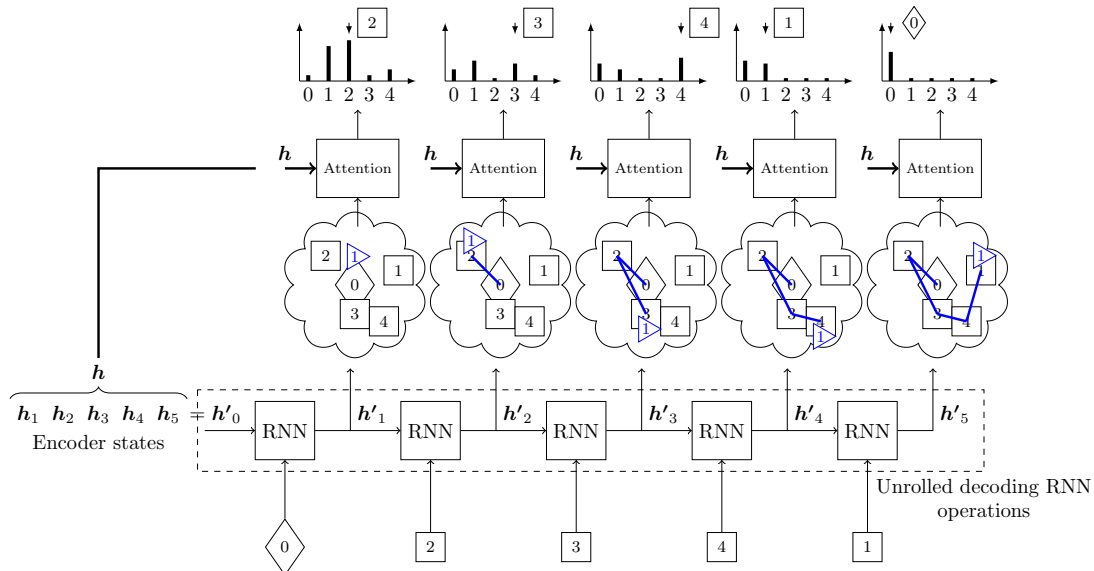 2 3 4 1 0
0 1 2 3 4 0 1 2 3 4 0 1 2 3 4 0 1 2 3 4 0 1 2 3 4
h h h h h
Attention Attention Attention Attention Attention
2 1 1 0 3 4
1 2 1 0 3 4
2 1 0 3 1 4
2 1 0 3 4 1
2 1 1 0 3 4
h
h₁ h₂ h₃ h₄ h₅ = h'₀ h'₁ h'₂ h'₃ h'₄ h'₅
Encoder states
RNN RNN RNN RNN RNN
Unrolled decoding RNN
operations
0 2 3 4 1